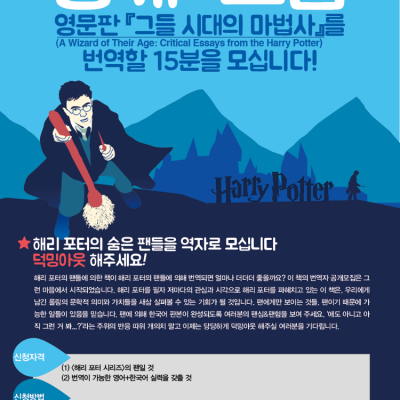 영문판 『그들 시대의 마법사』를
(A Wizard of Their Age: Critical Essays from the Harry Potter)
번역할 15분을 모십니다!
Harry Potter
해리 포터의 숨은 팬들을 역자로 모십니다
덕밍아웃 해주세요!
해리 포터의 팬들에 의한 책이 해리 포터의 팬들에 의해 번역되면 얼마나 더더더 좋을까요? 이 책의 번역자 공개모집은 그
런 마음에서 시작되었습니다. 해리 포터를 필자 저마다의 관심과 시각으로 해리 포터를 파헤치고 있는 이 책은, 우리에게
남긴 롤링의 문학적 의미와 가치들을 새삼 살펴볼 수 있는 기회가 될 것입니다. 팬에게만 보이는 것들, 팬이기 때문에 가
능한 일들이 있음을 믿습니다. 팬에 의해 한국어 판본이 완성되도록 여러분의 팬심&팬험을 보여 주세요. '얘도 아니고 아
직 그런 거 봐...?'라는 주위의 반응 따위 개의치 말고 이제는 당당하게 덕밍아웃 해주실 여러분을 기다립니다.
신청자격
(1) 〈해리 포터 시리즈〉의 팬일 것
(2) 번역이 가능한 영어+한국어 실력을 갖출 것
신청방법